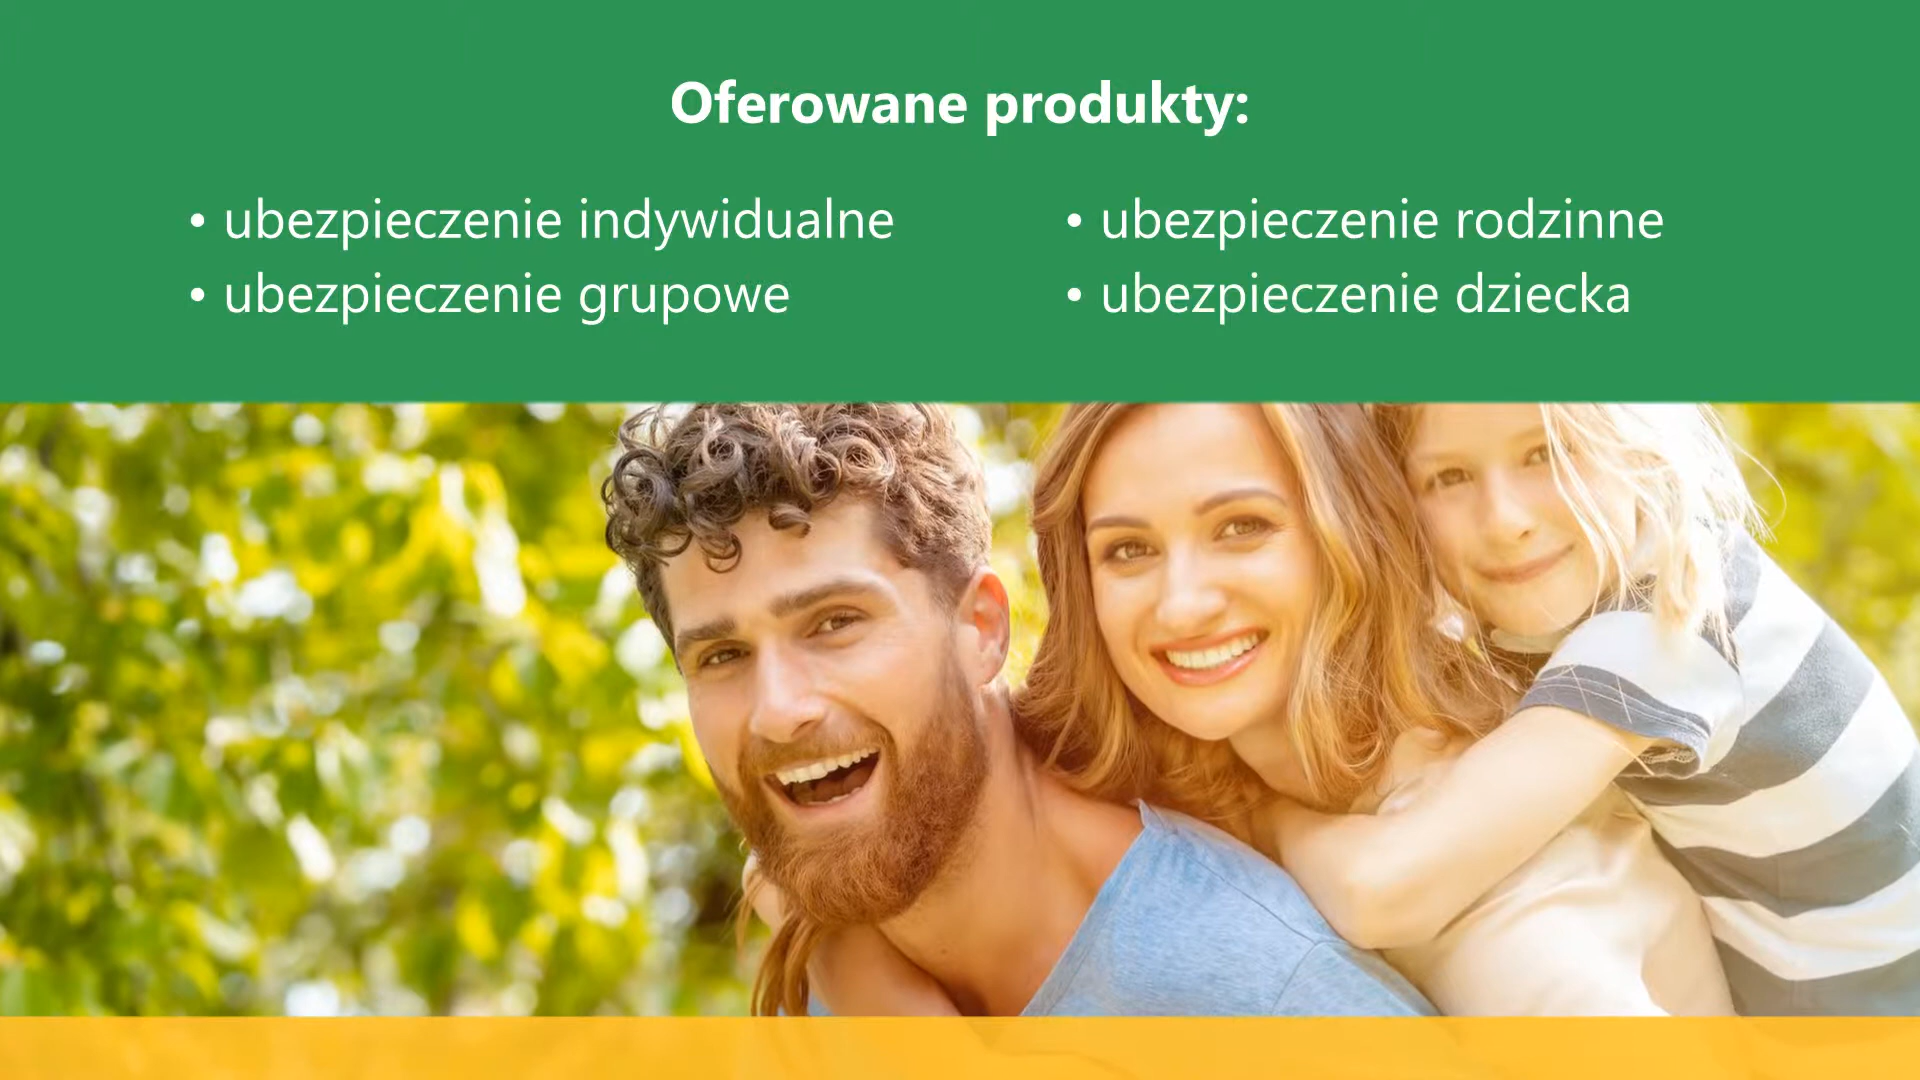 Oferowane produkty:
• ubezpieczenie indywidualne
• ubezpieczenie grupowe
• ubezpieczenie rodzinne
• ubezpieczenie dziecka